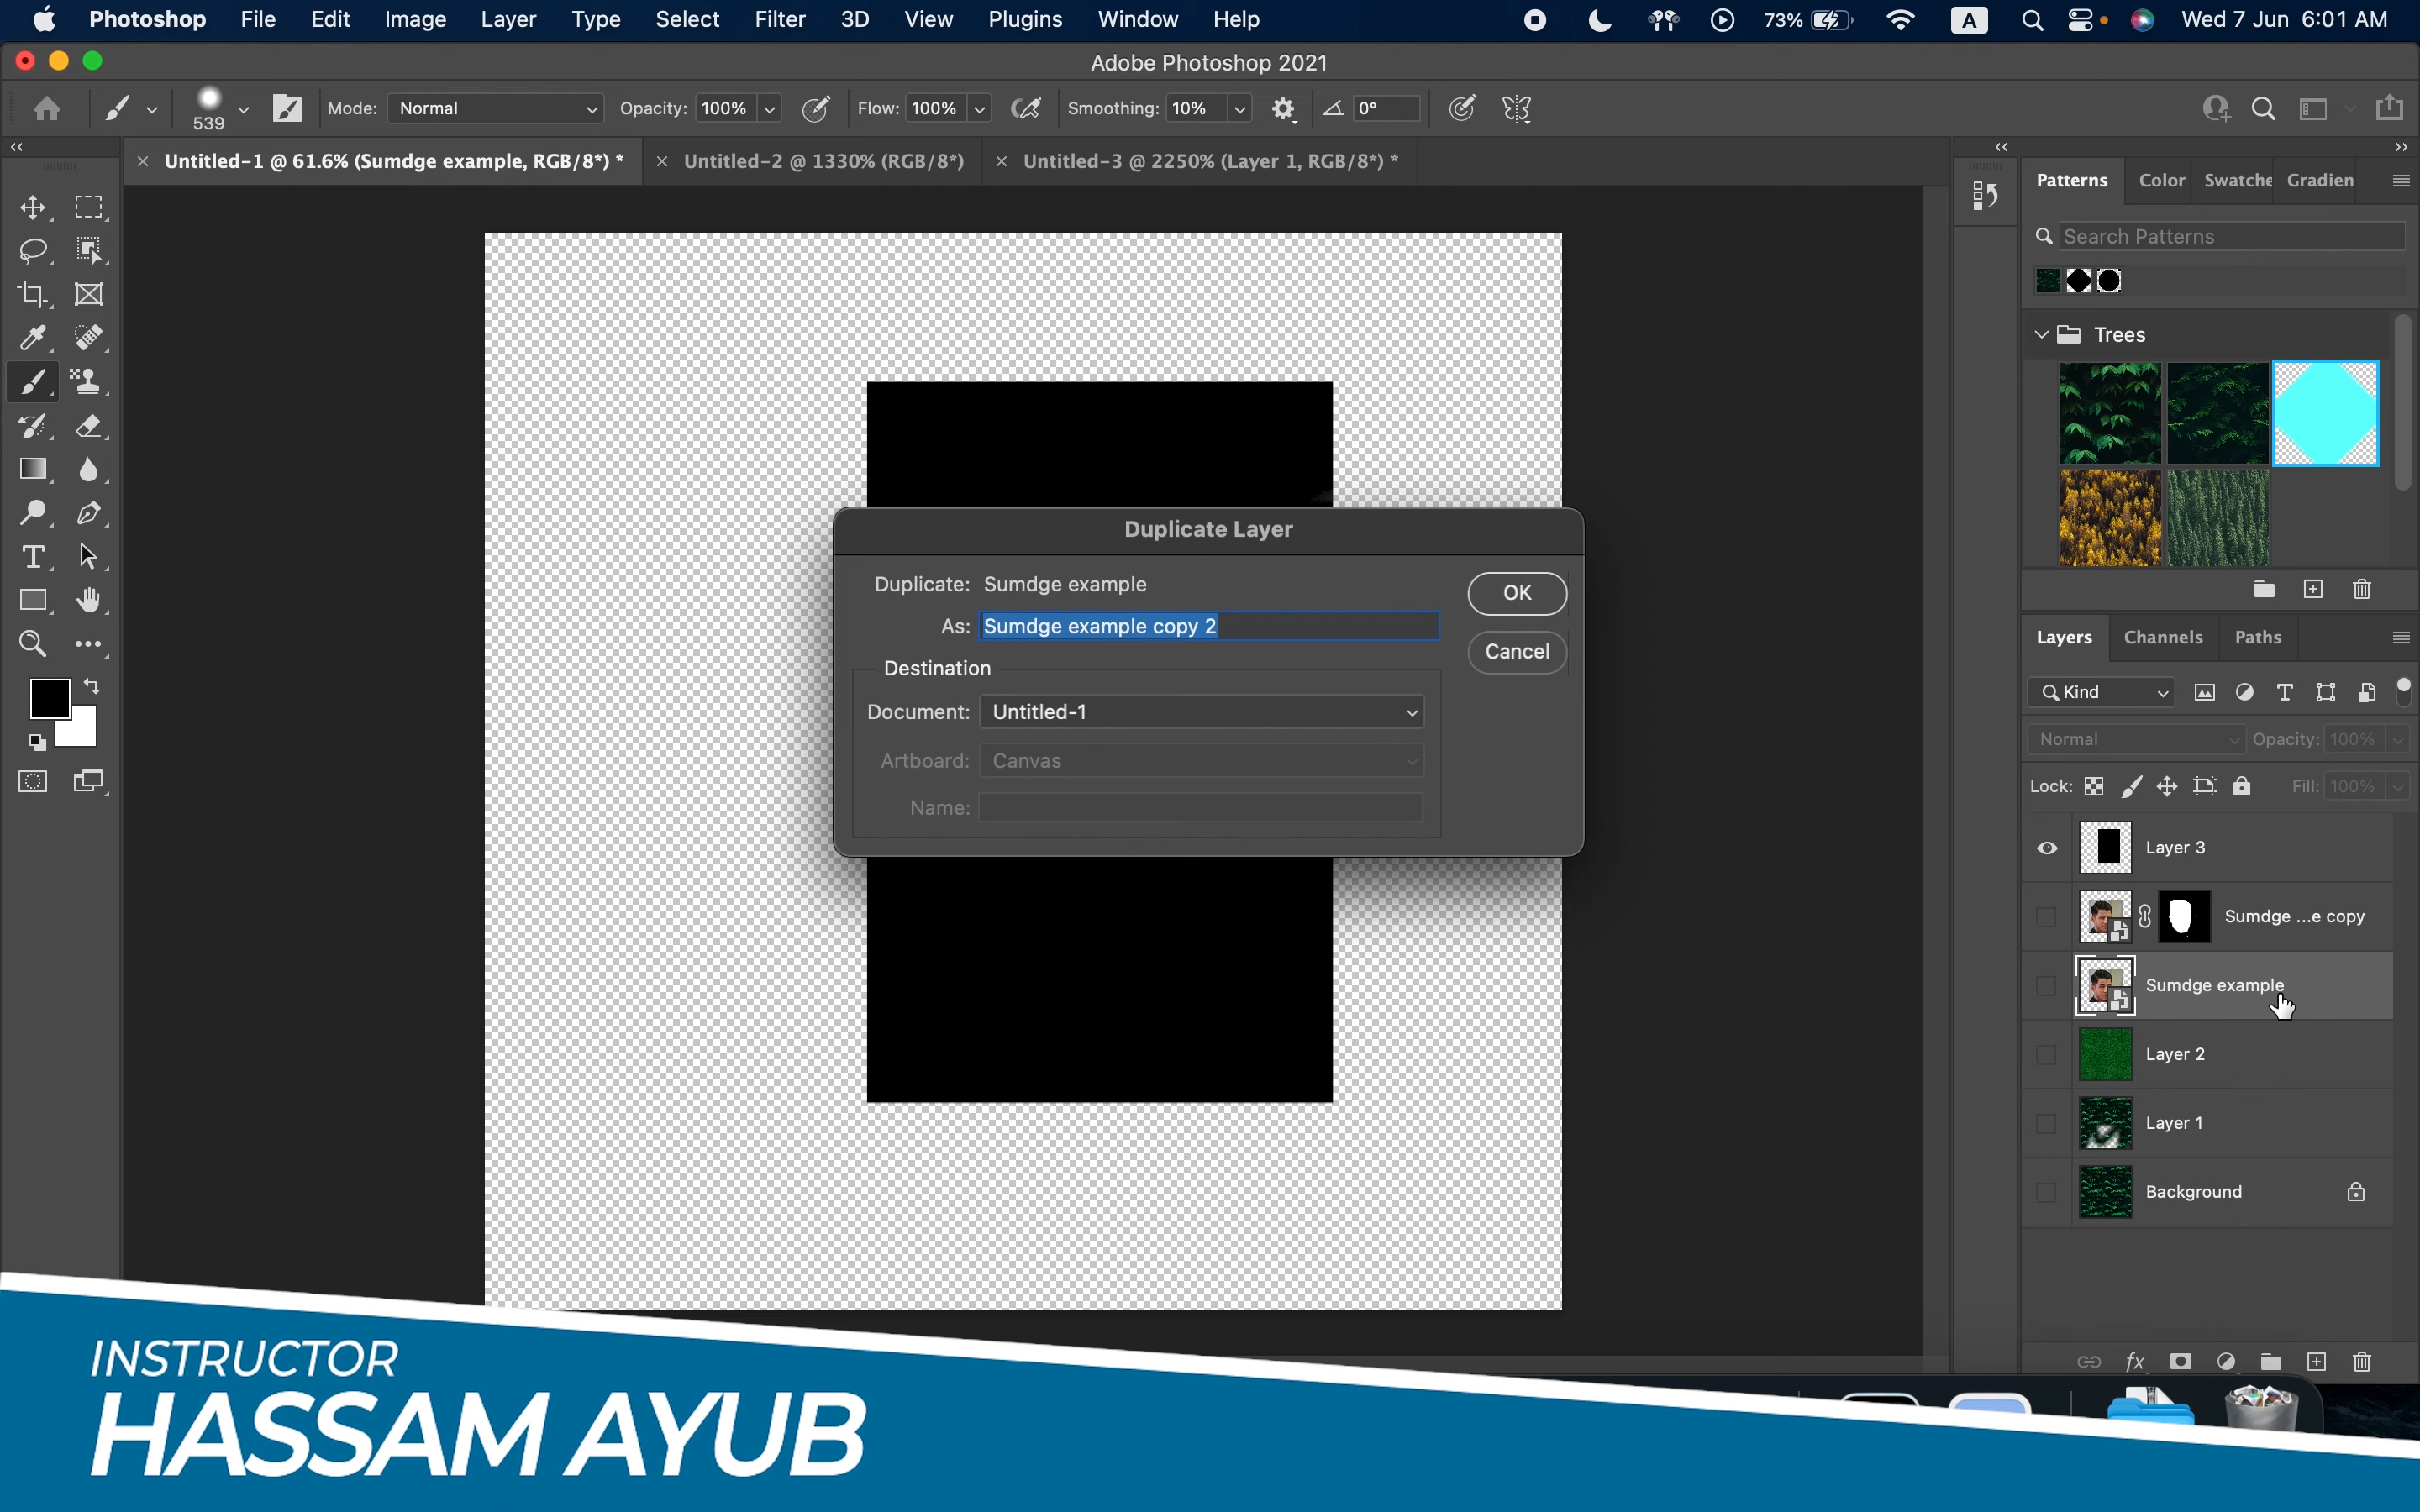 Photoshop File Edit Image Layer Type Select Filter 3D View Plugins Window Help 73% A Wed 7 Jun 6:01 AM
Adobe Photoshop 2021
539 Mode: Normal Opacity: 100% Flow: 100% Smoothing: 10% 0°
Untitled-1 @ 61.6% (Sumdge example, RGB/8*) * Untitled-2 @ 1330% (RGB/8*) Untitled-3 @ 2250% (Layer 1, RGB/8*) *
Patterns Color Swatche Gradien
Search Patterns
Trees
Duplicate Layer
Duplicate: Sumdge example
As: Sumdge example copy 2
OK
Cancel
Destination
Document: Untitled-1
Artboard: Canvas
Name:
Layers Channels Paths
Kind
Normal Opacity: 100%
Lock: Fill: 100%
Layer 3
Sumdge ...e copy
Sumdge example
Layer 2
Layer 1
Background
fx
INSTRUCTOR
HASSAM AYUB